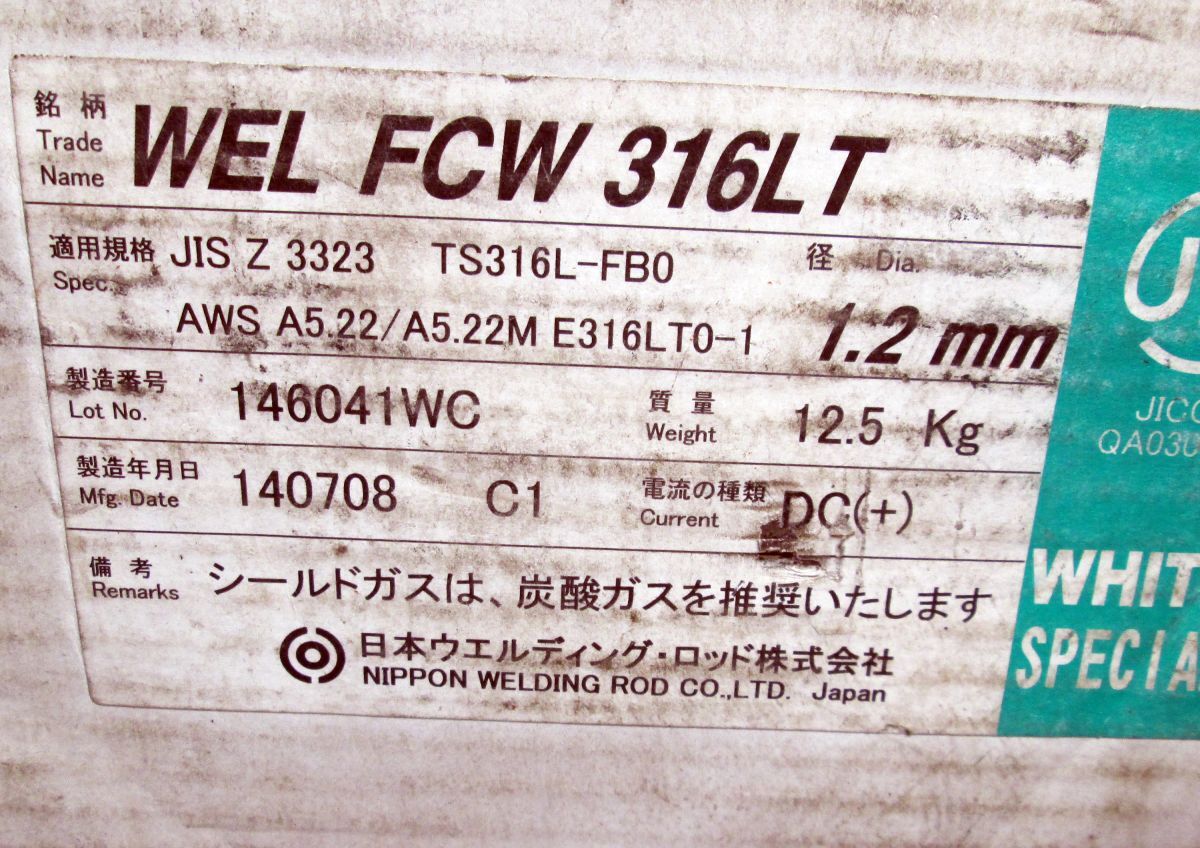 銘柄 Trade Name WEL FCW 316LT
適用規格 Spec. JIS Z 3323 TS316L-FB0
AWS A5.22/A5.22M E316LT0-1
径 Dia. 1.2 mm
製造番号 Lot No. 146041WC
質量 Weight 12.5 Kg
製造年月日 Mfg. Date 140708 C1
電流の種類 Current DC(+)
備考 Remarks シールドガスは、炭酸ガスを推奨いたします
日本ウエルディング・ロッド株式会社
NIPPON WELDING ROD CO.,LTD. Japan
SPECIA